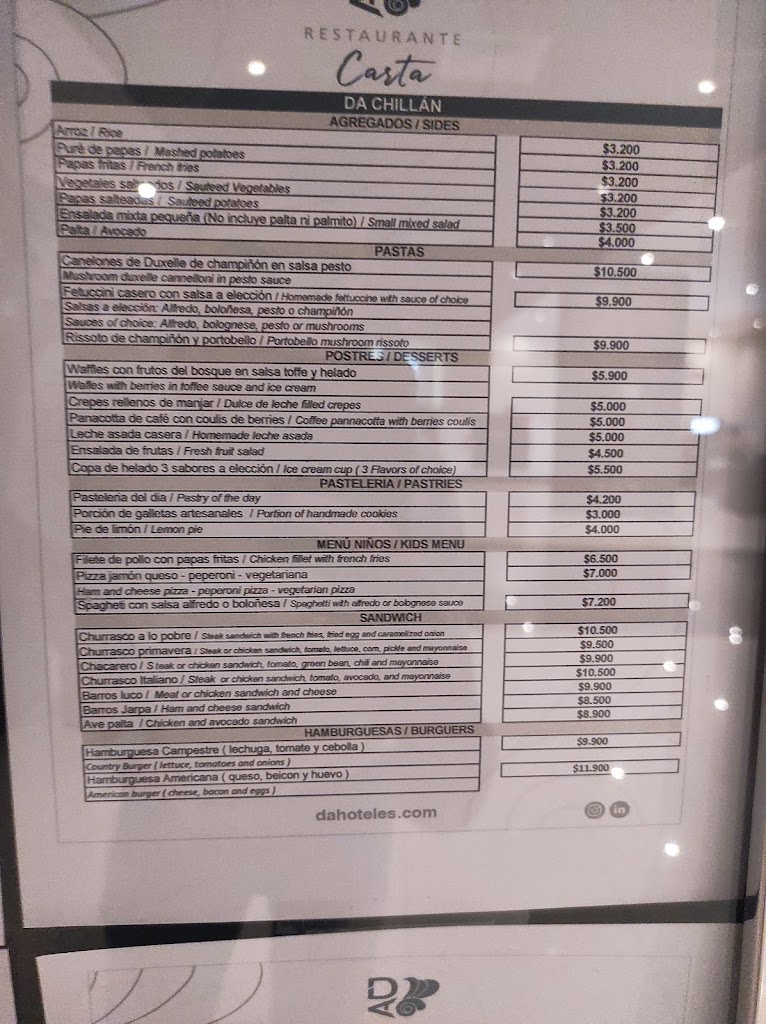 RESTAURANTE
Carta
DA CHILLÁN
AGREGADOS / SIDES
Arroz / Rice $3.200
Puré de papas / Mashed potatoes $3.200
Papas fritas / French fries $3.200
Vegetales / Sauteed Vegetables $3.200
Papas salteadas / Sauteed potatoes $3.200
Ensalada mixta pequeña (No incluye palta ni palmito) / Small mixed salad $3.500
Palta / Avocado $4.000
PASTAS
Canelones de Duxelle de champiñón en salsa pesto $10.500
Mushroom duxelle cannelloni in pesto sauce
Fetuccini casero con salsa a elección / Homemade fettuccine with sauce of choice $9.900
Salsas a elección: Alfredo, boloñesa, pesto o champiñón
Sauces of choice: Alfredo, bolognese, pesto or mushrooms
Rissoto de champiñón y portobello / Portobello mushroom rissoto $9.900
POSTRES / DESSERTS
Waffles con frutos del bosque en salsa toffe y helado $5.900
Wafles with berries in toffee sauce and ice cream
Crepes rellenos de manjar / Dulce de leche filled crepes $5.000
Panacotta de café con coulis de berries / Coffee pannacotta with berries coulis $5.000
Leche asada casera / Homemade leche asada $5.000
Ensalada de frutas / Fresh fruit salad $4.500
Copa de helado 3 sabores a elección / Ice cream cup ( 3 Flavors of choice) $5.500
PASTELERIA / PASTRIES
Pasteleria del dia / Pastry of the day $4.200
Porción de galletas artesanales / Portion of handmade cookies $3.000
Pie de limón / Lemon pie $4.000
MENÚ NIÑOS / KIDS MENU
Filete de pollo con papas fritas / Chicken fillet with french fries $6.500
Pizza jamón queso - peperoni - vegetariana $7.000
Ham and cheese pizza - peperoni pizza - vegetarian pizza
Spagheti con salsa alfredo o boloñesa / Spaghetti with alfredo or bolognese sauce $7.200
SANDWICH
Churrasco a lo pobre / Steak sandwich with french fries, fried egg and caramelized onion $10.500
Churrasco primavera / Steak or chicken sandwich, tomato, lettuce, corn, pickle and mayonnaise $9.500
Chacarero / Steak or chicken sandwich, tomato, green bean, chili and mayonnaise $9.900
Churrasco Italiano / Steak or chicken sandwich, tomato, avocado, and mayonnaise $10.500
Barros luco / Meat or chicken sandwich and cheese $9.900
Barros Jarpa / Ham and cheese sandwich $8.500
Ave palta / Chicken and avocado sandwich $8.900
HAMBURGUESAS / BURGUERS
Hamburguesa Campestre ( lechuga, tomate y cebolla ) $9.900
Country Burger ( lettuce, tomatoes and onions )
Hamburguesa Americana ( queso, beicon y huevo ) $11.900
American burger ( cheese, bacon and eggs )
dahoteles.com
in
DA